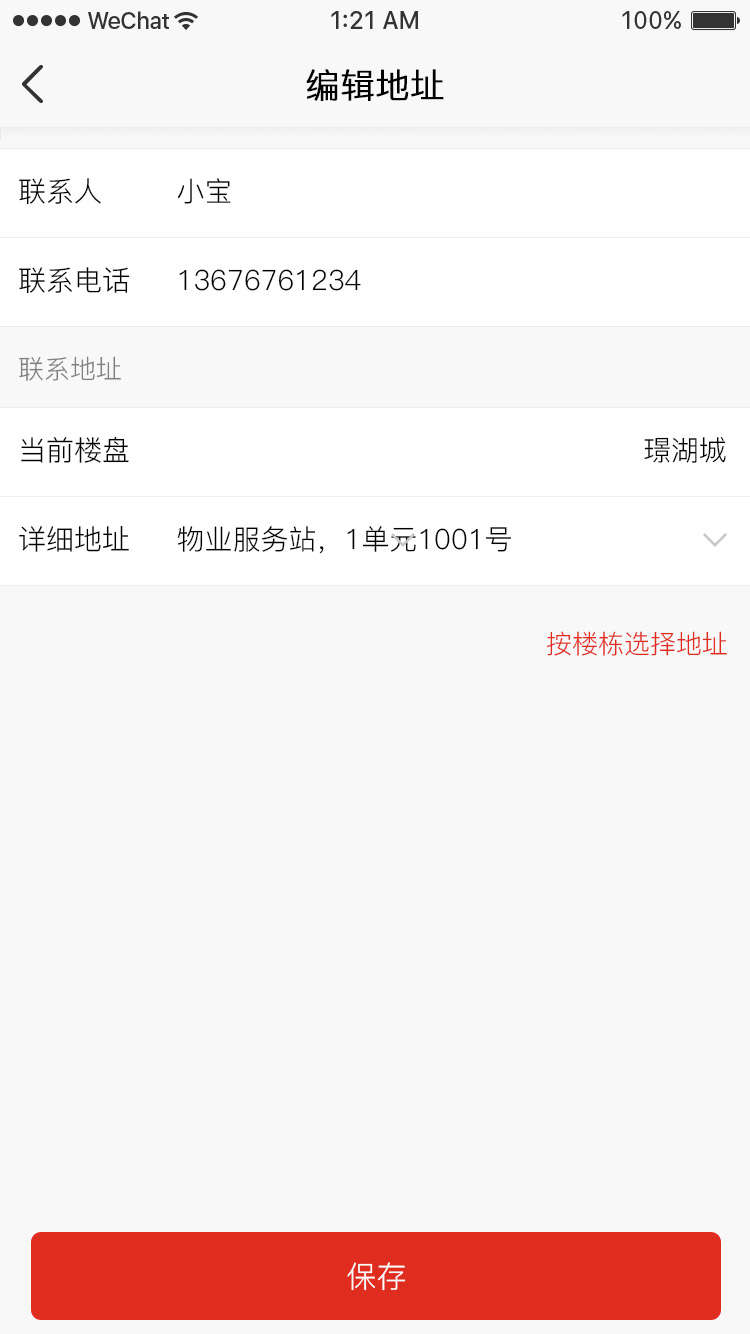 WeChat 1:21 AM 100%
编辑地址
联系人 小宝
联系电话 13676761234
联系地址
当前楼盘 璟湖城
详细地址 物业服务站，1单元1001号
按楼栋选择地址
保存